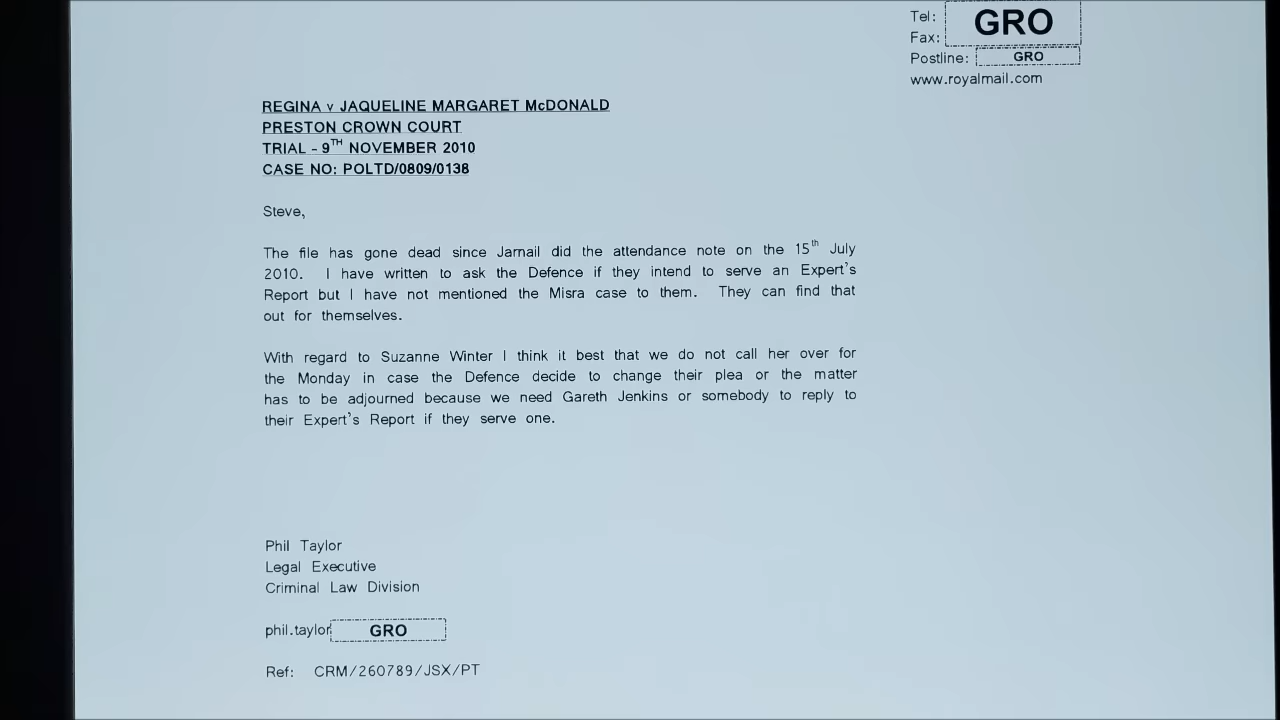 Tel: GRO
Fax:
Postline: GRO
www.royalmail.com
REGINA v JAQUELINE MARGARET McDONALD
PRESTON CROWN COURT
TRIAL - 9TH NOVEMBER 2010
CASE NO: POLTD/0809/0138
Steve,
The file has gone dead since Jarnail did the attendance note on the 15th July
2010. I have written to ask the Defence if they intend to serve an Expert's
Report but I have not mentioned the Misra case to them. They can find that
out for themselves.
With regard to Suzanne Winter I think it best that we do not call her over for
the Monday in case the Defence decide to change their plea or the matter
has to be adjourned because we need Gareth Jenkins or somebody to reply to
their Expert's Report if they serve one.
Phil Taylor
Legal Executive
Criminal Law Division
phil.taylor GRO
Ref: CRM/260789/JSX/PT